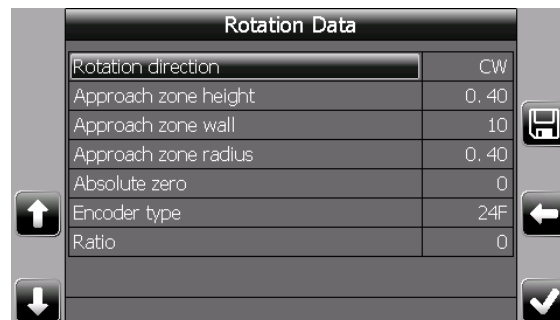 Rotation Data
Rotation direction CW
Approach zone height 0.40
Approach zone wall 10
Approach zone radius 0.40
Absolute zero 0
Encoder type 24F
Ratio 0